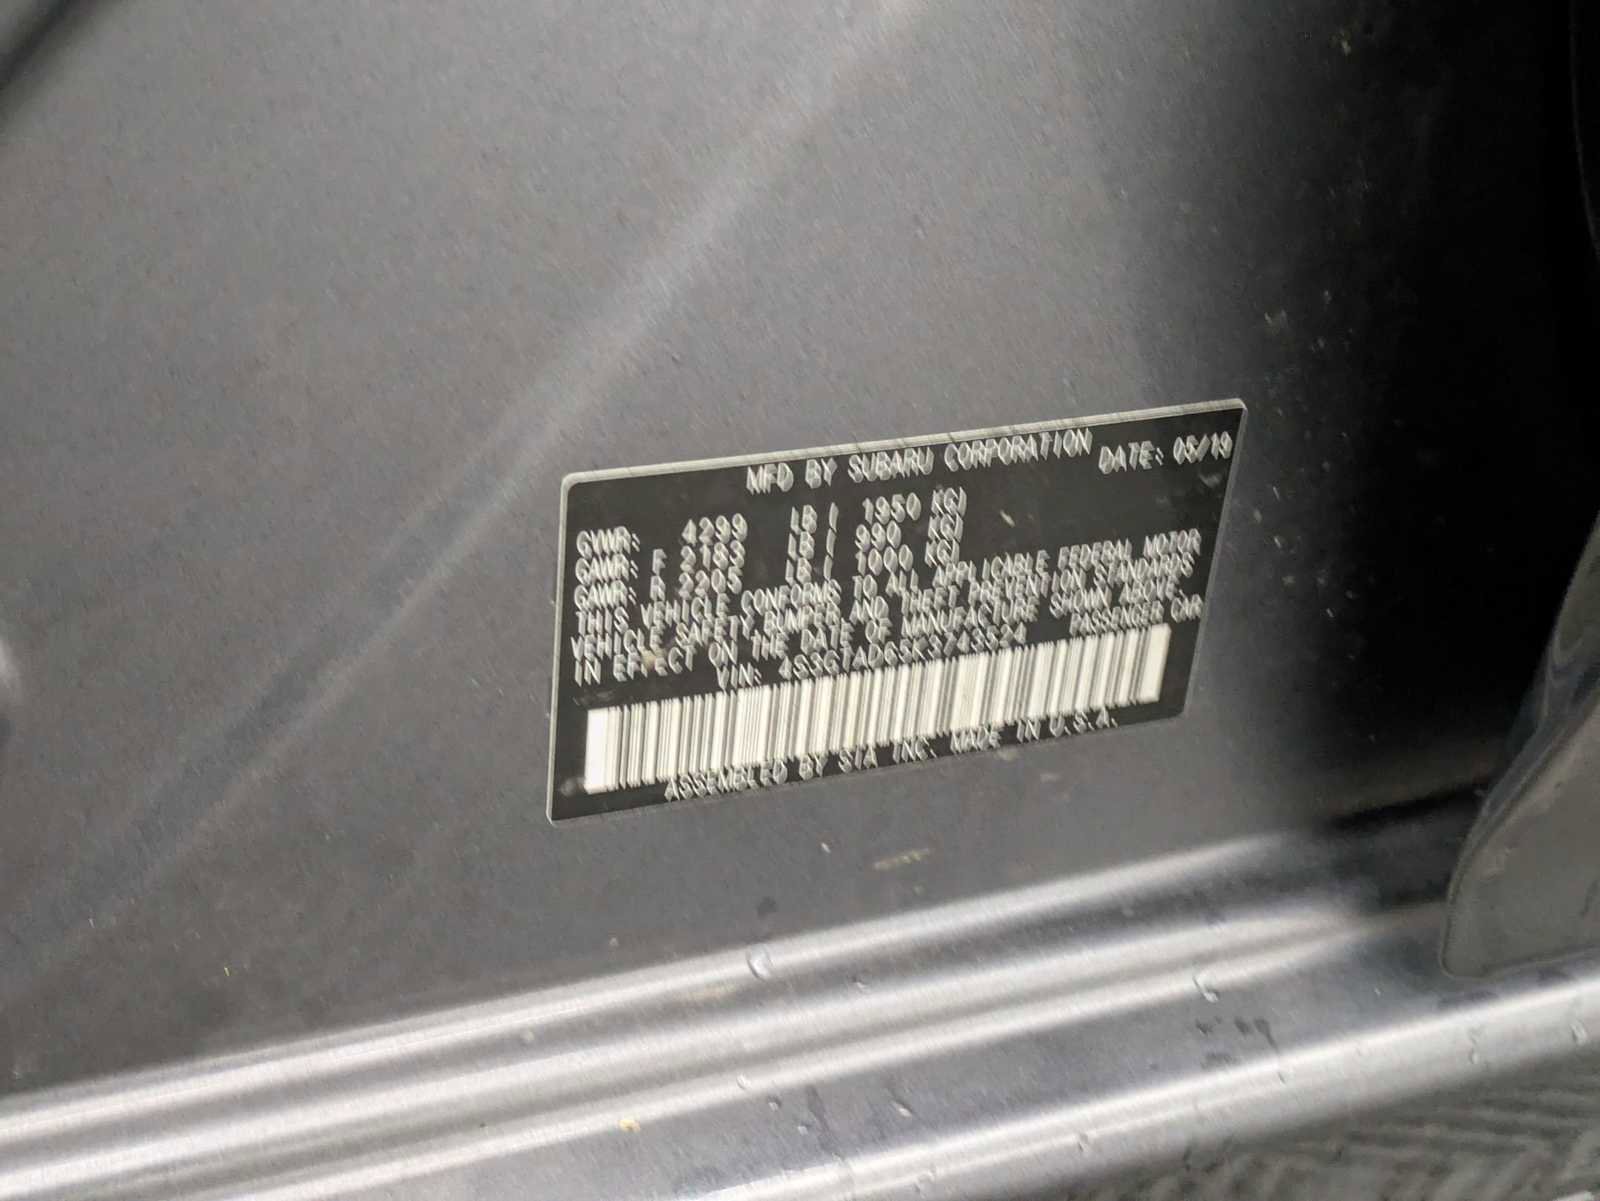 MFD BY SUBARU CORPORATION DATE: 05/19
GVWR: 4299 LB ( 1950 KG)
GAWR: F 2183 LB ( 990 KG)
GAWR: R 2205 LB ( 1000 KG)
THIS VEHICLE CONFORMS TO ALL APPLICABLE FEDERAL MOTOR
VEHICLE SAFETY, BUMPER AND THEFT PREVENTION STANDARDS
IN EFFECT ON THE DATE OF MANUFACTURE SHOWN ABOVE.
VIN: 4S3GTAD65K3743524 PASSENGER CAR
ASSEMBLED BY SIA INC. MADE IN U.S.A.